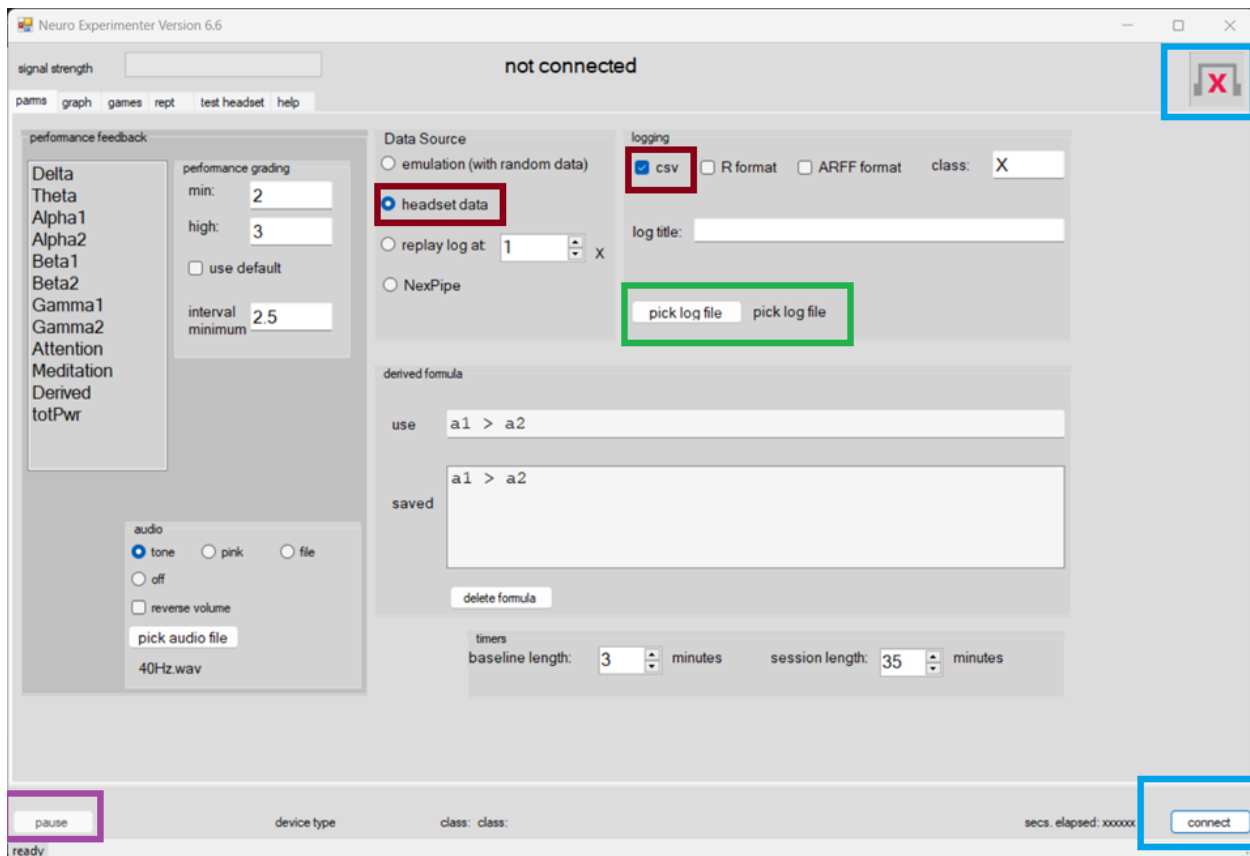 Neuro Experimenter Version 6.6
signal strength
not connected
X
parms graph games rept test headset help
performance feedback
Delta
Theta
Alpha1
Alpha2
Beta1
Beta2
Gamma1
Gamma2
Attention
Meditation
Derived
totPwr
performance grading
min: 2
high: 3
use default
interval minimum 2.5
audio
tone pink file
off
reverse volume
pick audio file
40Hz.wav
Data Source
emulation (with random data)
headset data
replay log at: 1 X
NexPipe
logging
csv R format ARFF format class: X
log title:
pick log file pick log file
derived formula
use a1 > a2
saved a1 > a2
delete formula
timers
baseline length: 3 minutes session length: 35 minutes
pause device type class: class: secs. elapsed: xxxxxx connect
ready